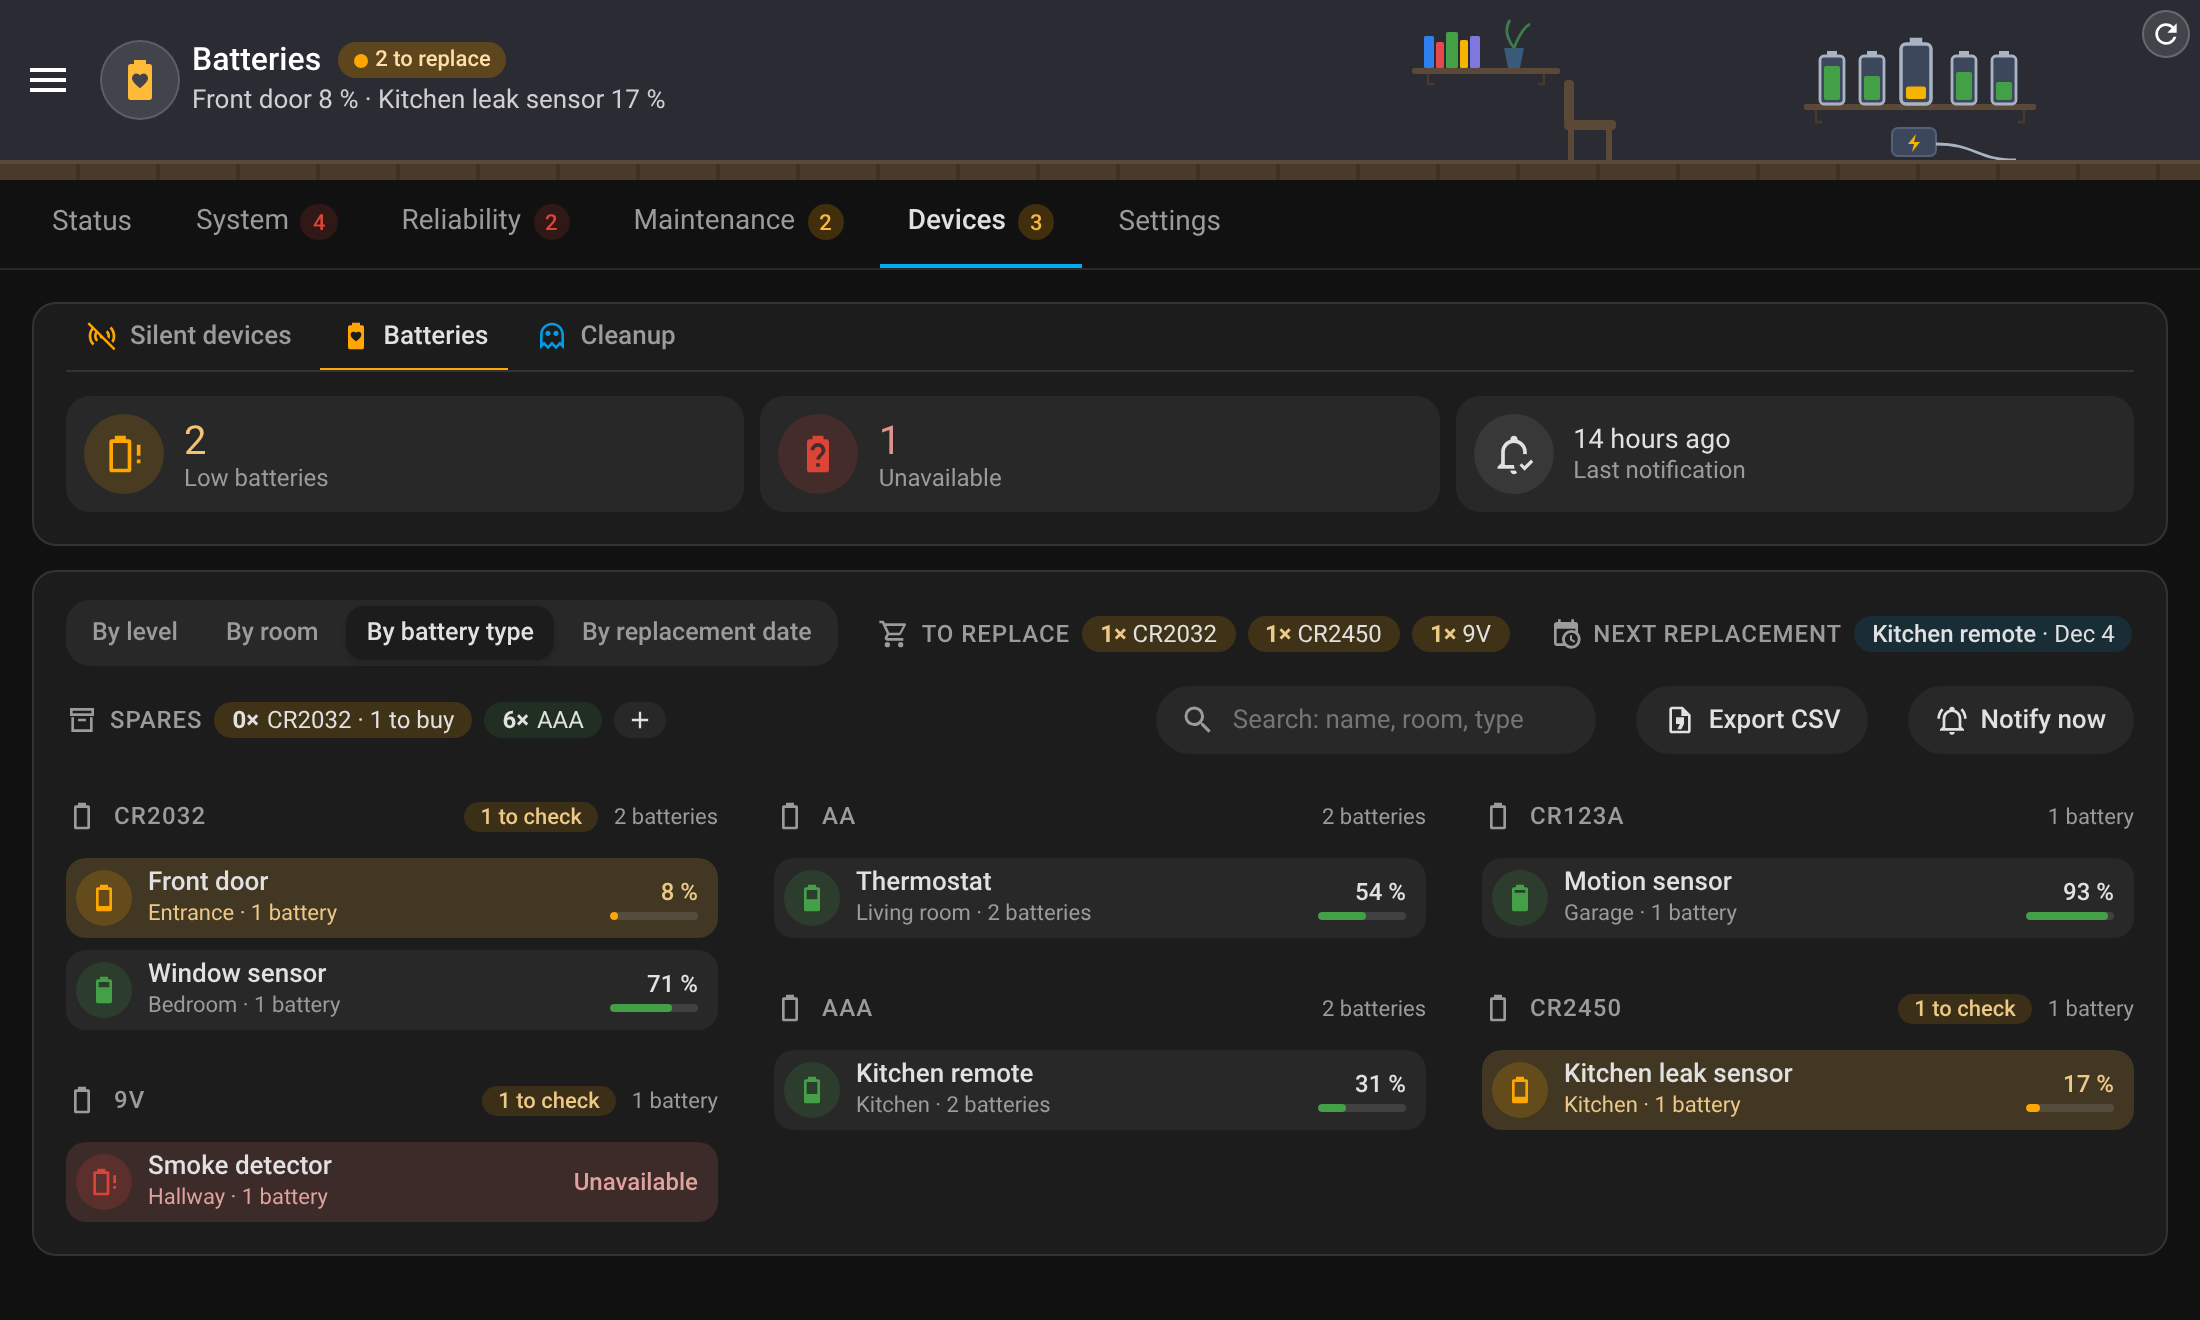 Batteries 2 to replace
Front door 8 % · Kitchen leak sensor 17 %
Status System 4 Reliability 2 Maintenance 2 Devices 3 Settings
Silent devices Batteries Cleanup
2
Low batteries
1
Unavailable
14 hours ago
Last notification
By level By room By battery type By replacement date
TO REPLACE 1× CR2032 1× CR2450 1× 9V
NEXT REPLACEMENT Kitchen remote · Dec 4
SPARES 0× CR2032 · 1 to buy 6× AAA +
Search: name, room, type
Export CSV
Notify now
CR2032 1 to check 2 batteries
Front door 8 %
Entrance · 1 battery
Window sensor 71 %
Bedroom · 1 battery
9V 1 to check 1 battery
Smoke detector Unavailable
Hallway · 1 battery
AA 2 batteries
Thermostat 54 %
Living room · 2 batteries
AAA 2 batteries
Kitchen remote 31 %
Kitchen · 2 batteries
CR123A 1 battery
Motion sensor 93 %
Garage · 1 battery
CR2450 1 to check 1 battery
Kitchen leak sensor 17 %
Kitchen · 1 battery